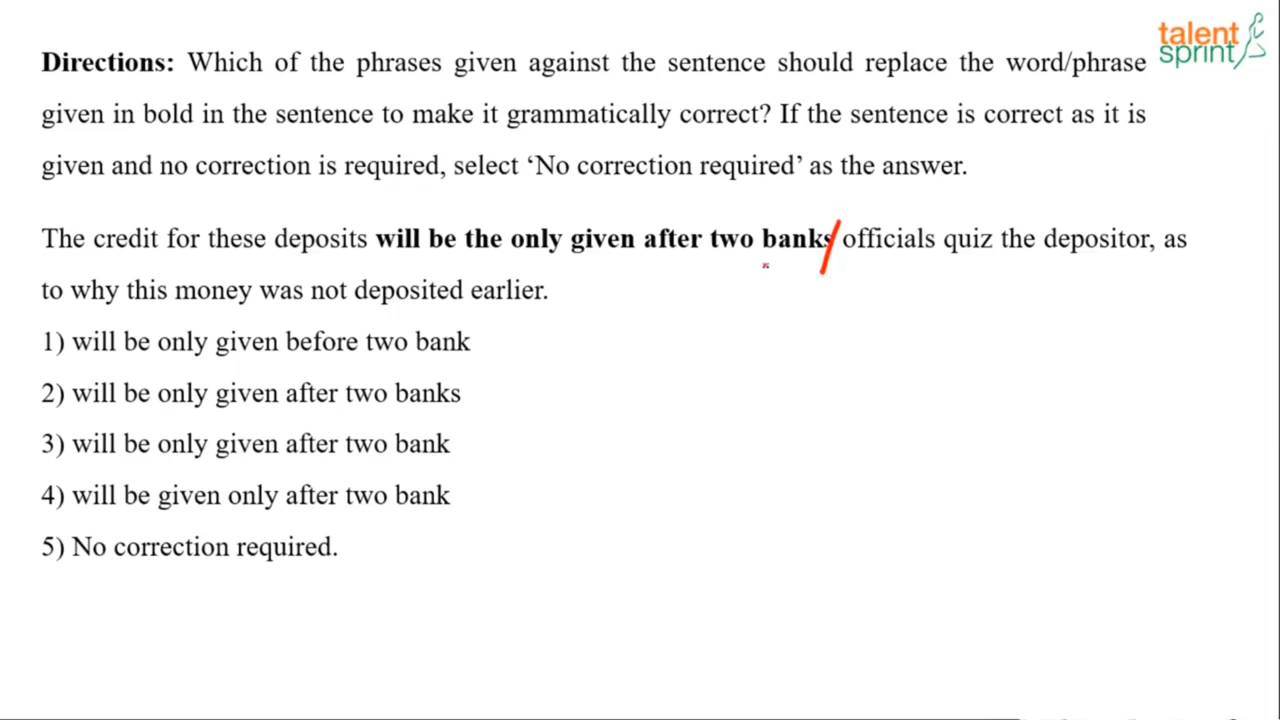 talent
sprint
Directions: Which of the phrases given against the sentence should replace the word/phrase
given in bold in the sentence to make it grammatically correct? If the sentence is correct as it is
given and no correction is required, select ‘No correction required’ as the answer.
The credit for these deposits will be the only given after two banks officials quiz the depositor, as
to why this money was not deposited earlier.
1) will be only given before two bank
2) will be only given after two banks
3) will be only given after two bank
4) will be given only after two bank
5) No correction required.